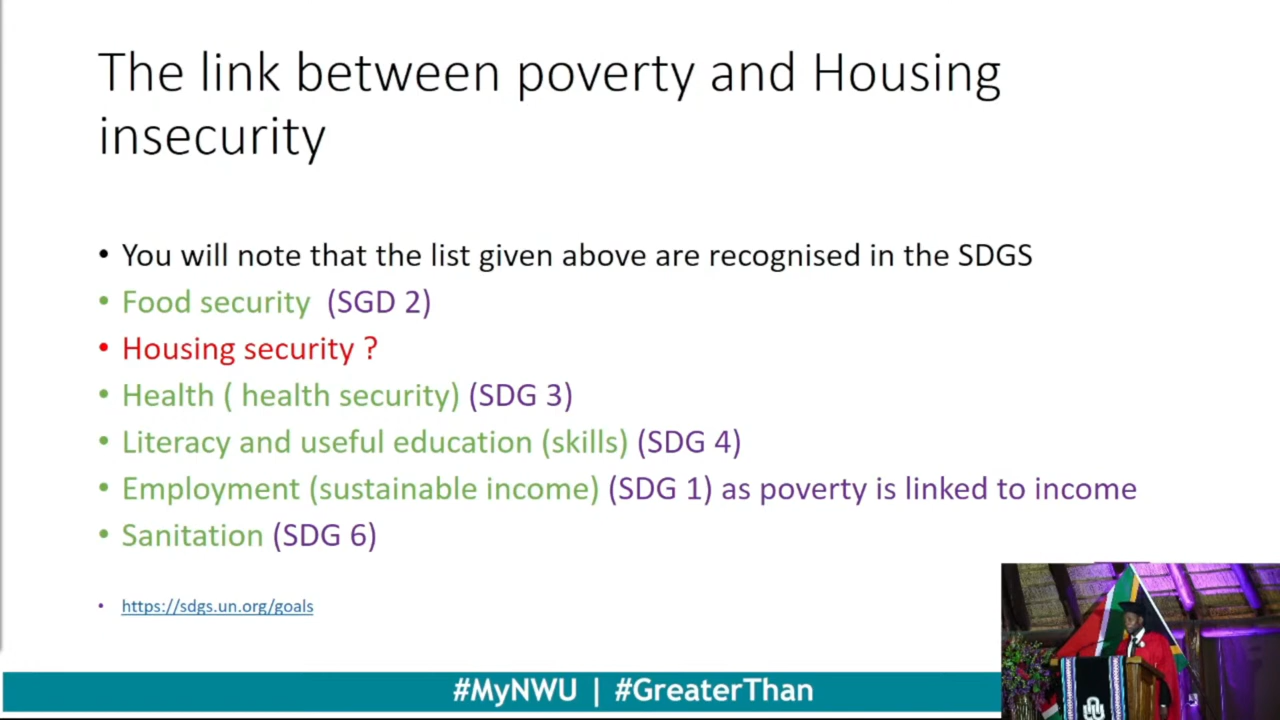 The link between poverty and Housing
insecurity
• You will note that the list given above are recognised in the SDGS
• Food security (SGD 2)
• Housing security ?
• Health ( health security) (SDG 3)
• Literacy and useful education (skills) (SDG 4)
• Employment (sustainable income) (SDG 1) as poverty is linked to income
• Sanitation (SDG 6)
• https://sdgs.un.org/goals
#MyNWU | #GreaterThan